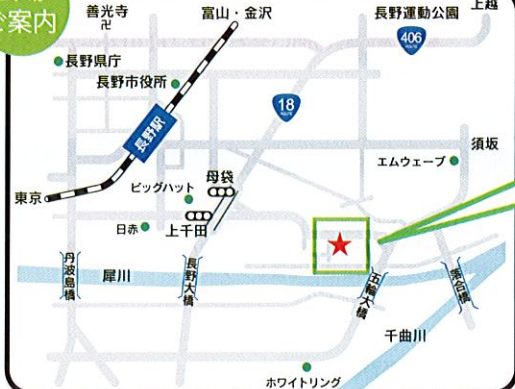 ご案内
善光寺
卍
富山・金沢
長野運動公園
上越
406
ROUTE
長野県庁
長野市役所
18
ROUTE
長野駅
須坂
エムウェーブ
母袋
ビッグハット
東京
日赤
上千田
丹波島橋
犀川
長野大橋
五輪大橋
落合橋
千曲川
ホワイトリング